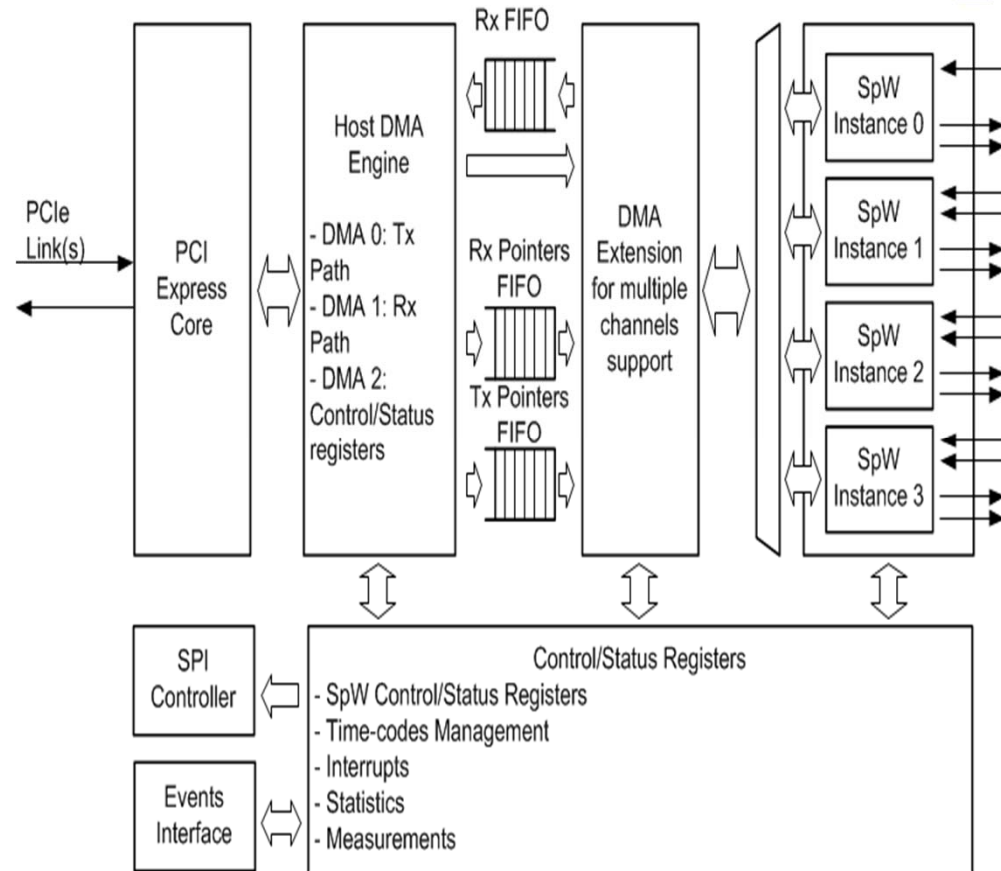 Rx FIFO
PCIe
Link(s)
PCI
Express
Core
Host DMA
Engine
- DMA 0: Tx
Path
- DMA 1: Rx
Path
- DMA 2:
Control/Status
registers
Rx Pointers
FIFO
Tx Pointers
FIFO
DMA
Extension
for multiple
channels
support
SpW
Instance 0
SpW
Instance 1
SpW
Instance 2
SpW
Instance 3
SPI
Controller
Events
Interface
Control/Status Registers
- SpW Control/Status Registers
- Time-codes Management
- Interrupts
- Statistics
- Measurements